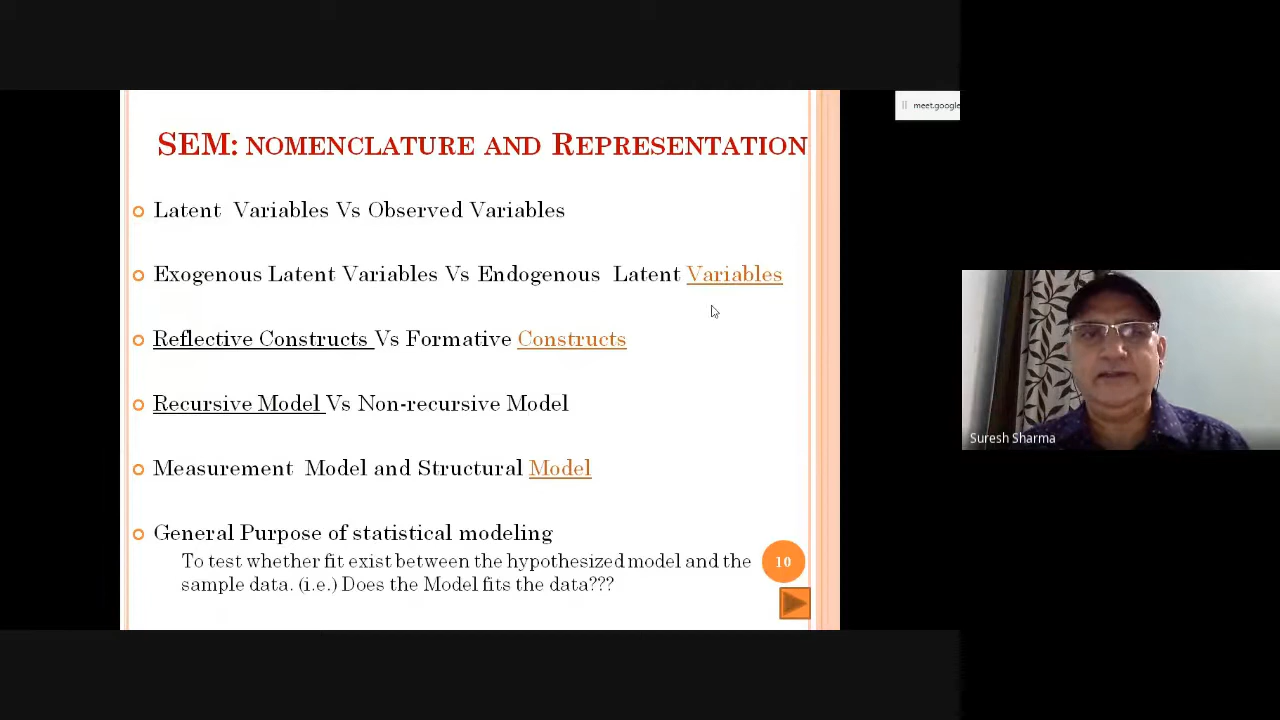 meet.google
SEM: NOMENCLATURE AND REPRESENTATION
Latent Variables Vs Observed Variables
Exogenous Latent Variables Vs Endogenous Latent Variables
Reflective Constructs Vs Formative Constructs
Recursive Model Vs Non-recursive Model
Measurement Model and Structural Model
General Purpose of statistical modeling
To test whether fit exist between the hypothesized model and the
sample data. (i.e.) Does the Model fits the data???
10
Suresh Sharma